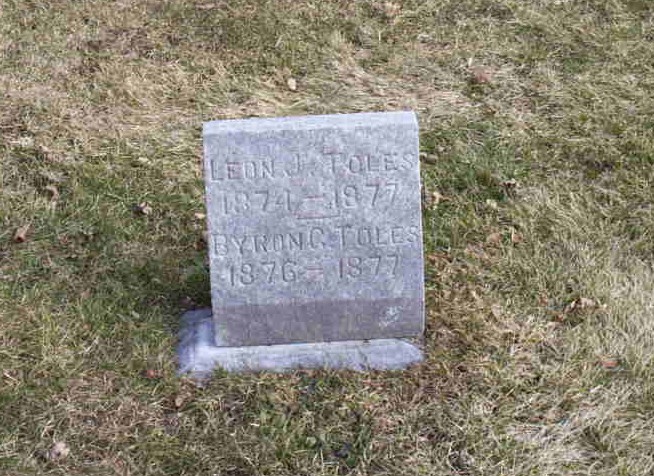 LEON J. TOLES
1874 – 1877
BYRON C. TOLES
1876 – 1877